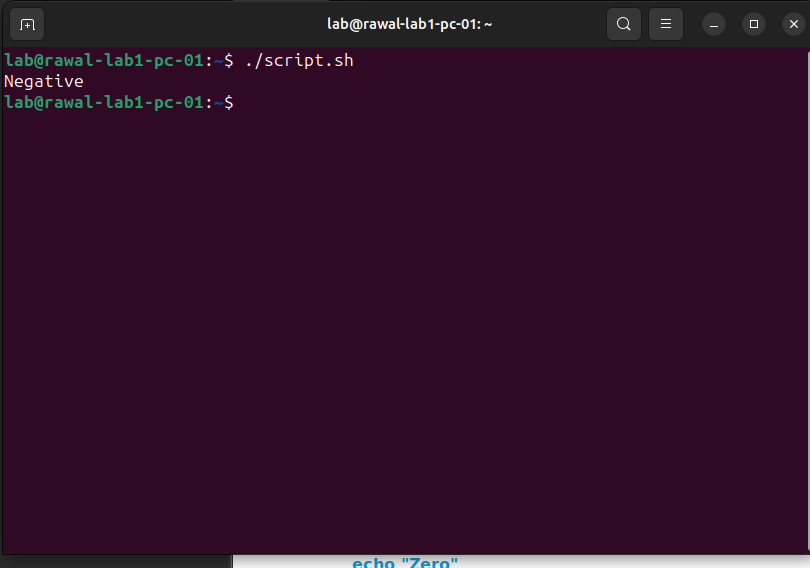 lab@rawal-lab1-pc-01: ~
lab@rawal-lab1-pc-01:~$ ./script.sh
Negative
lab@rawal-lab1-pc-01:~$
echo "Zero"